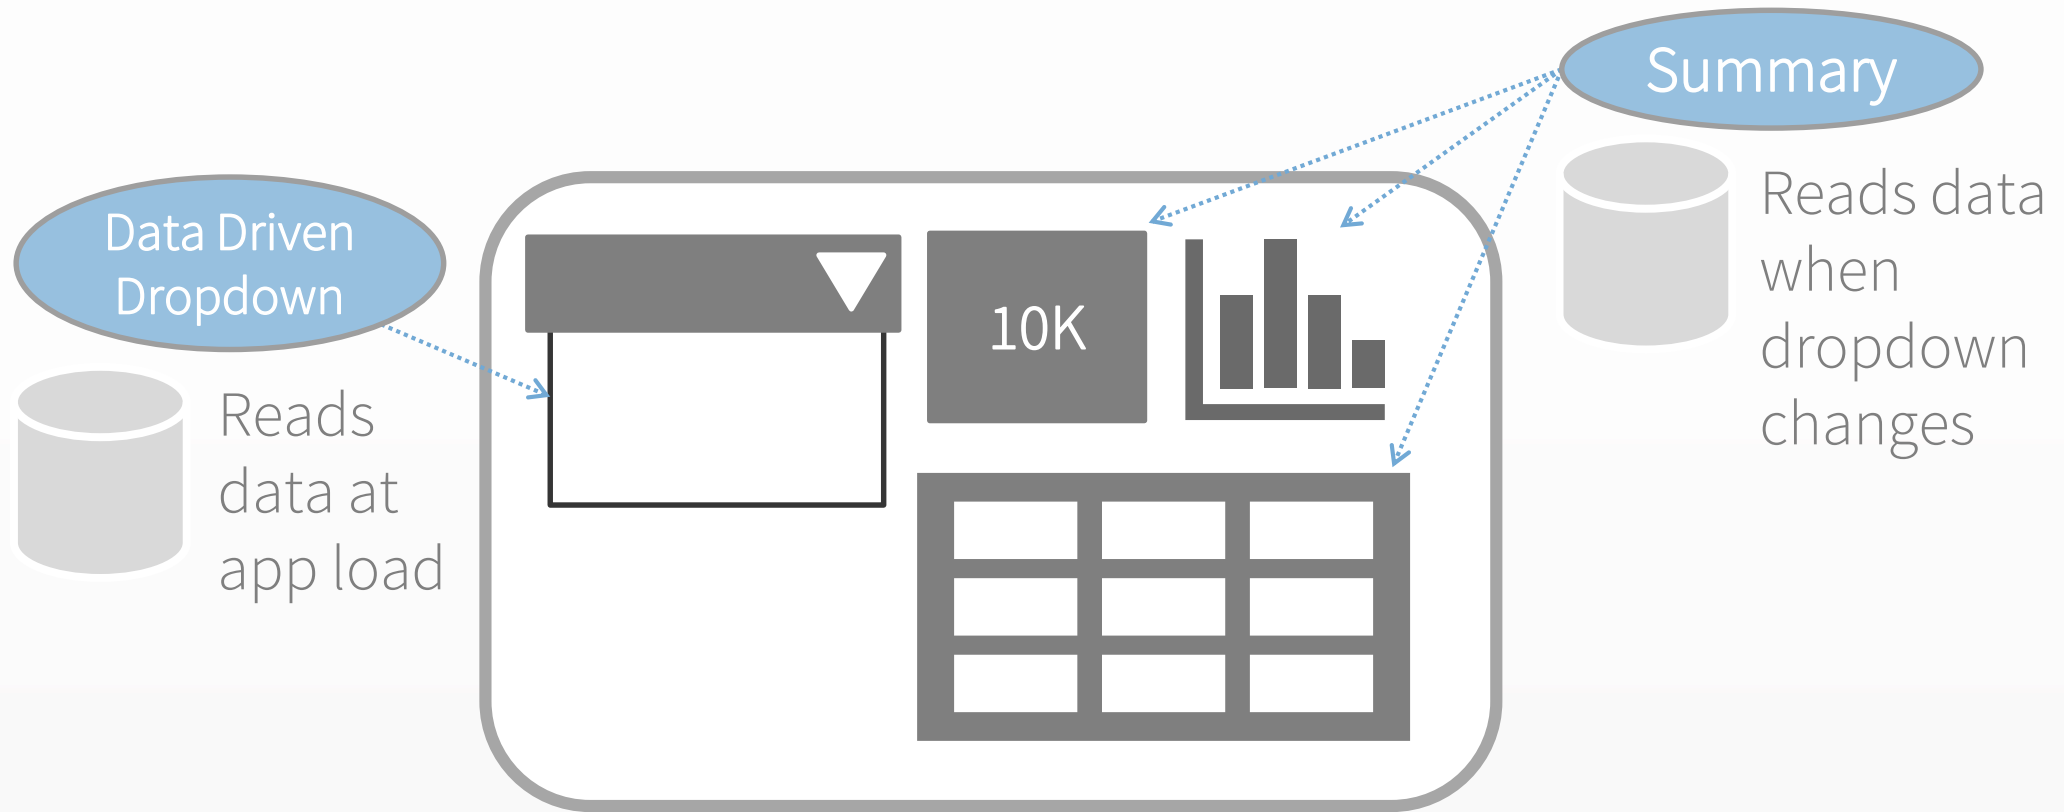 Data Driven
Dropdown
Reads
data at
app load
10K
Summary
Reads data
when
dropdown
changes